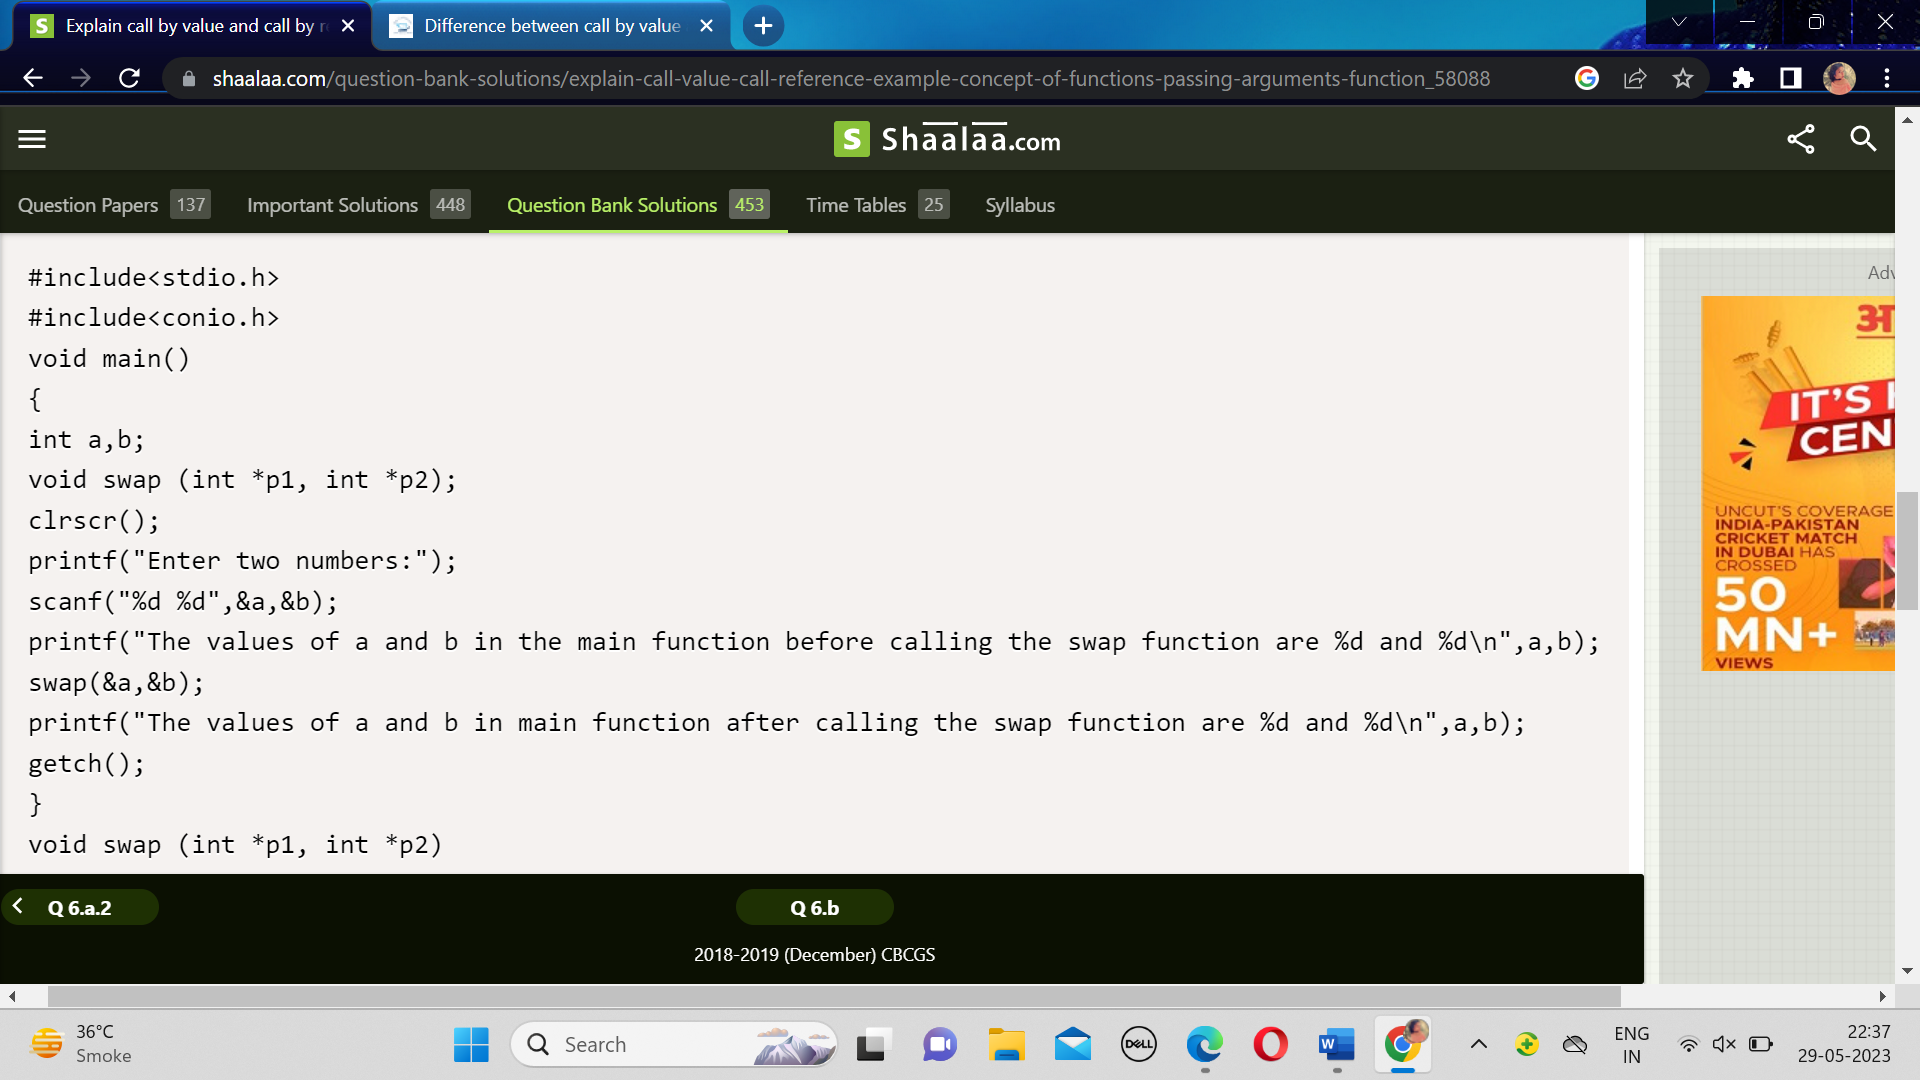 Explain call by value and call by r
Difference between call by value
shaalaa.com/question-bank-solutions/explain-call-value-call-reference-example-concept-of-functions-passing-arguments-function_58088
S Shaalaa.com
Question Papers 137 Important Solutions 448 Question Bank Solutions 453 Time Tables 25 Syllabus
#include<stdio.h>
#include<conio.h>
void main()
{
int a,b;
void swap (int *p1, int *p2);
clrscr();
printf("Enter two numbers:");
scanf("%d %d",&a,&b);
printf("The values of a and b in the main function before calling the swap function are %d and %d\n",a,b);
swap(&a,&b);
printf("The values of a and b in main function after calling the swap function are %d and %d\n",a,b);
getch();
}
void swap (int *p1, int *p2)
Adv
IT'S
CEN
UNCUT'S COVERAGE
INDIA-PAKISTAN
CRICKET MATCH
IN DUBAI HAS
CROSSED
50
MN+
VIEWS
Q 6.a.2
Q 6.b
2018-2019 (December) CBCGS
36°C
Smoke
Search
DELL
W
ENG
IN
22:37
29-05-2023